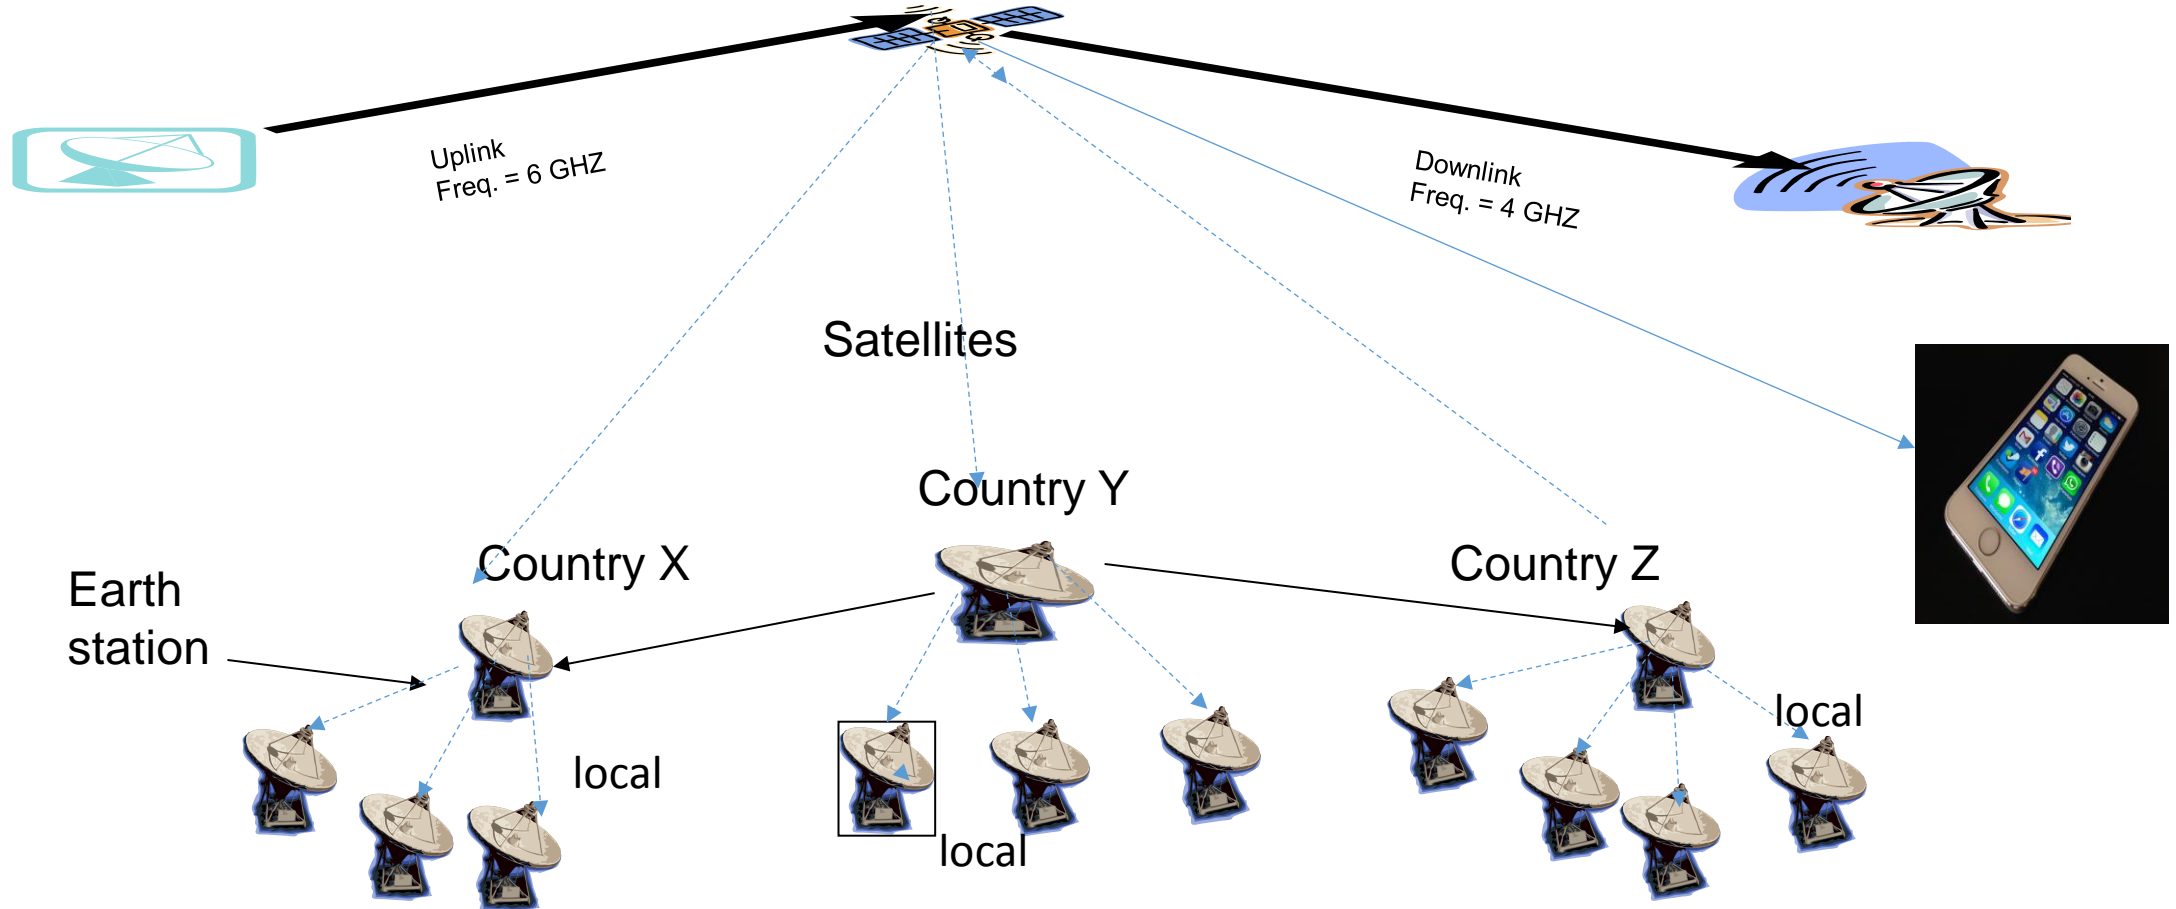 Uplink
Freq. = 6 GHZ
Downlink
Freq. = 4 GHZ
Satellites
Country Y
Country X
Country Z
Earth
station
local
local
local